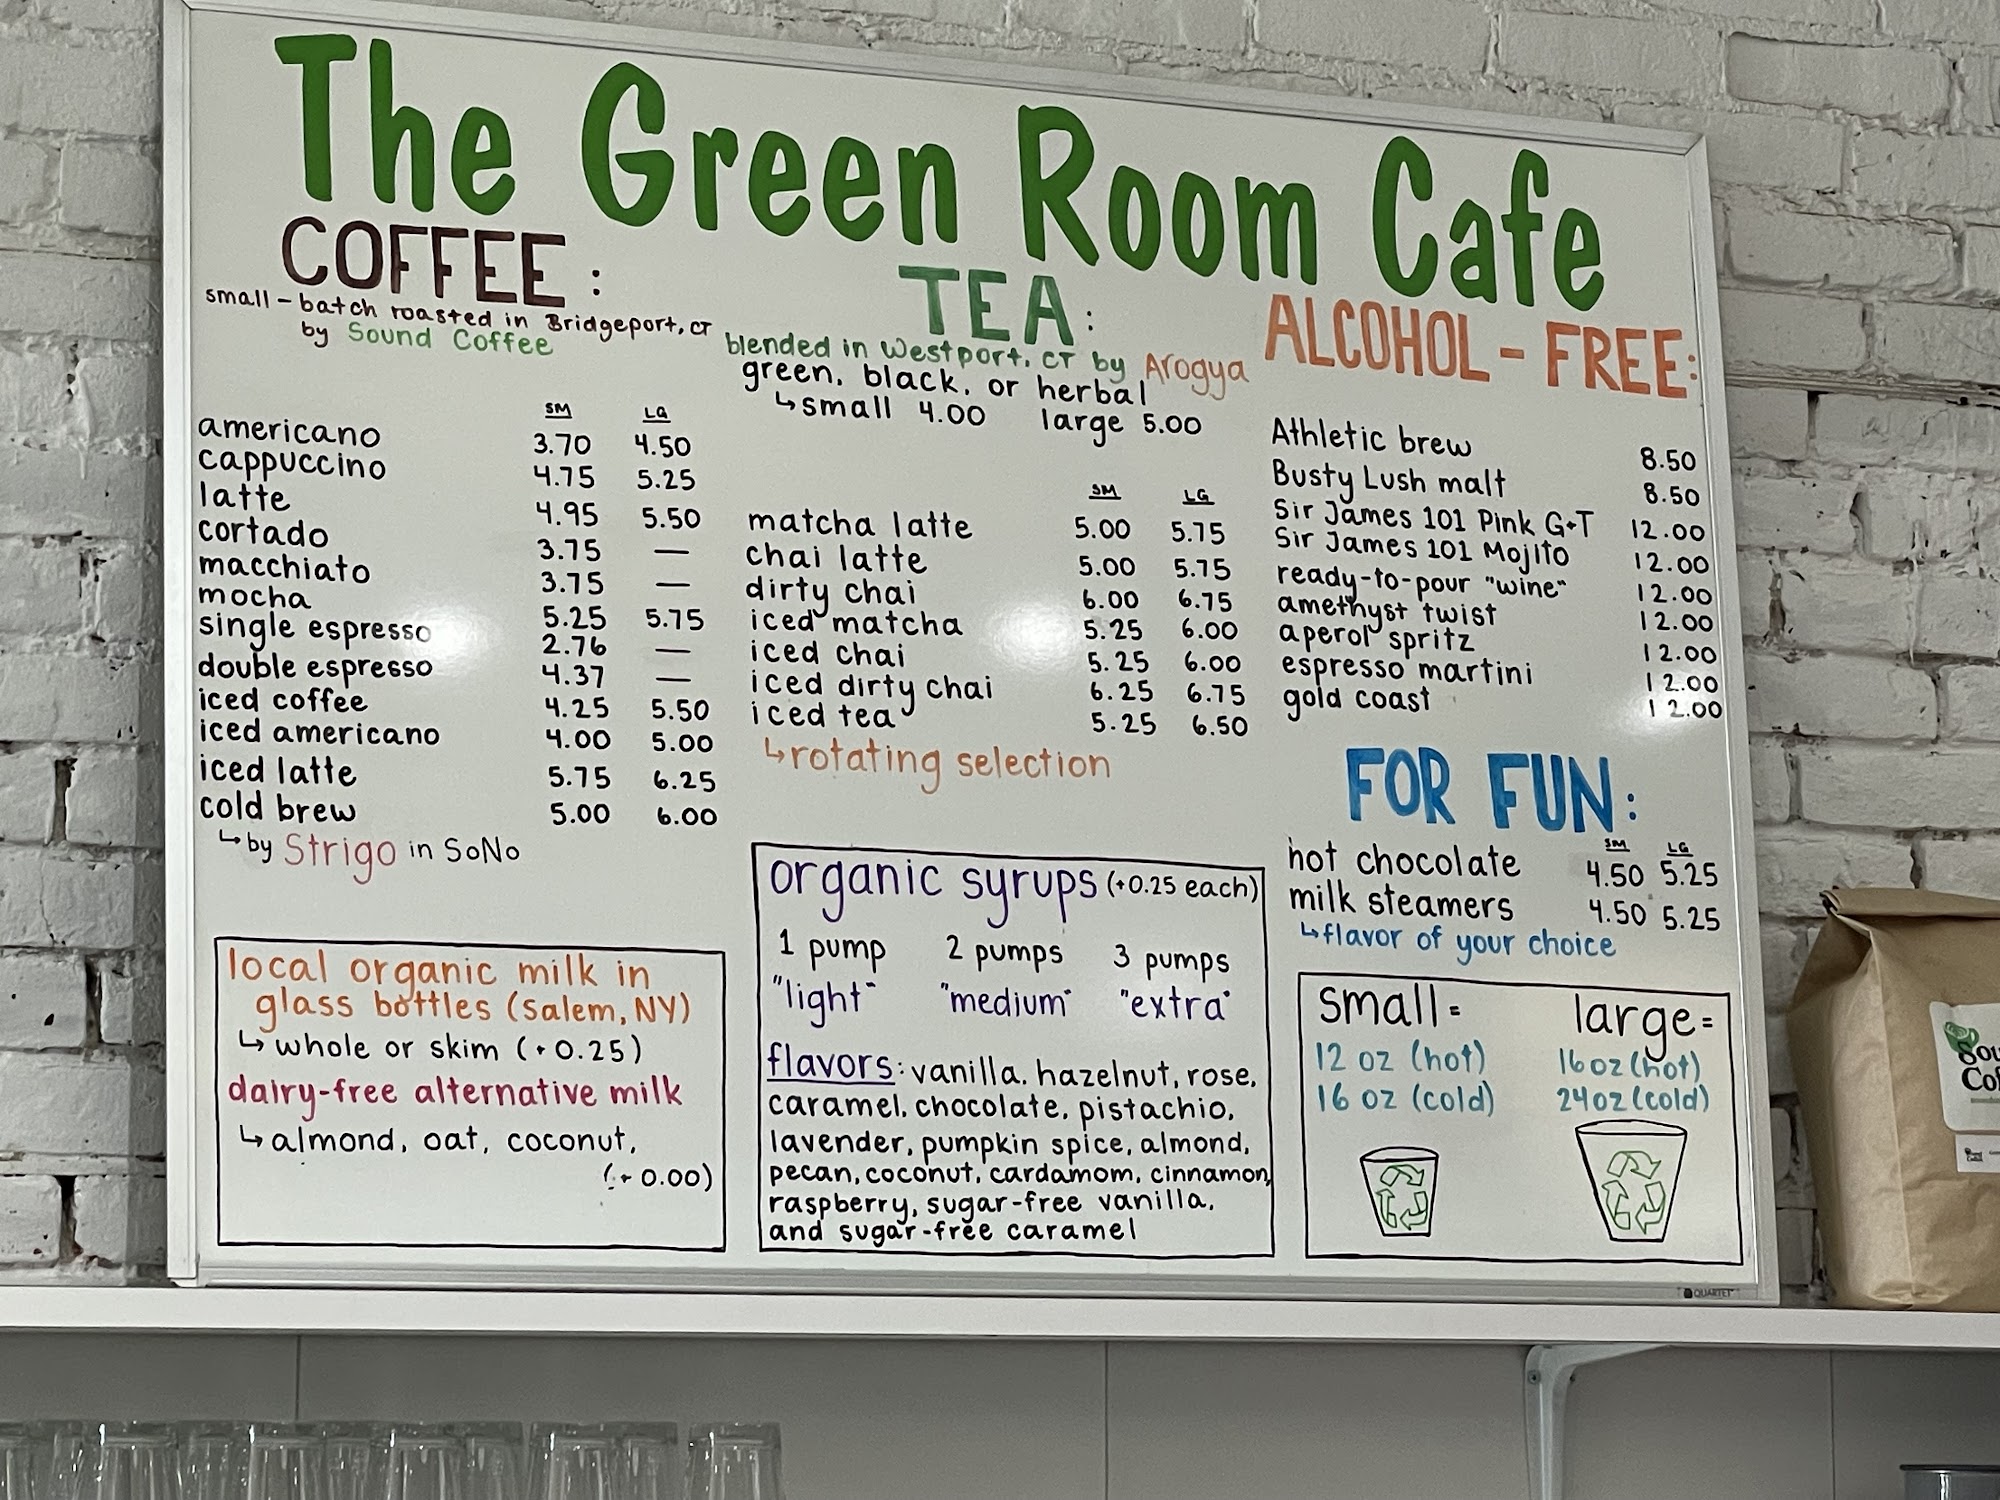 The Green Room Cafe
COFFEE:
small-batch roasted in Bridgeport, CT
by Sound Coffee
SM LG
americano 3.70 4.50
cappuccino 4.75 5.25
latte 4.95 5.50
cortado 3.75 —
macchiato 3.75 —
mocha 5.25 5.75
single espresso 2.76 —
double espresso 4.37 —
iced coffee 4.25 5.50
iced americano 4.00 5.00
iced latte 5.75 6.25
cold brew 5.00 6.00
↳by Strigo in SoNo
local organic milk in
glass bottles (Salem, NY)
↳ whole or skim (+0.25)
dairy-free alternative milk
↳ almond, oat, coconut,
(+0.00)
TEA:
blended in Westport, CT by Arogya
green, black, or herbal
↳small 4.00 large 5.00
SM LG
matcha latte 5.00 5.75
chai latte 5.00 5.75
dirty chai 6.00 6.75
iced matcha 5.25 6.00
iced chai 5.25 6.00
iced dirty chai 6.25 6.75
iced tea 5.25 6.50
↳rotating selection
organic syrups (+0.25 each)
1 pump 2 pumps 3 pumps
"light" "medium" "extra"
flavors: vanilla, hazelnut, rose,
caramel, chocolate, pistachio,
lavender, pumpkin spice, almond,
pecan, coconut, cardamom, cinnamon,
raspberry, sugar-free vanilla,
and sugar-free caramel
ALCOHOL-FREE:
Athletic brew 8.50
Busty Lush malt 8.50
Sir James 101 Pink G+T 12.00
Sir James 101 Mojito 12.00
ready-to-pour "wine" 12.00
amethyst twist 12.00
aperol spritz 12.00
espresso martini 12.00
gold coast 12.00
FOR FUN:
SM LG
hot chocolate 4.50 5.25
milk steamers 4.50 5.25
↳flavor of your choice
small= large=
12 oz (hot) 16oz (hot)
16 oz (cold) 24oz (cold)
QUARTET